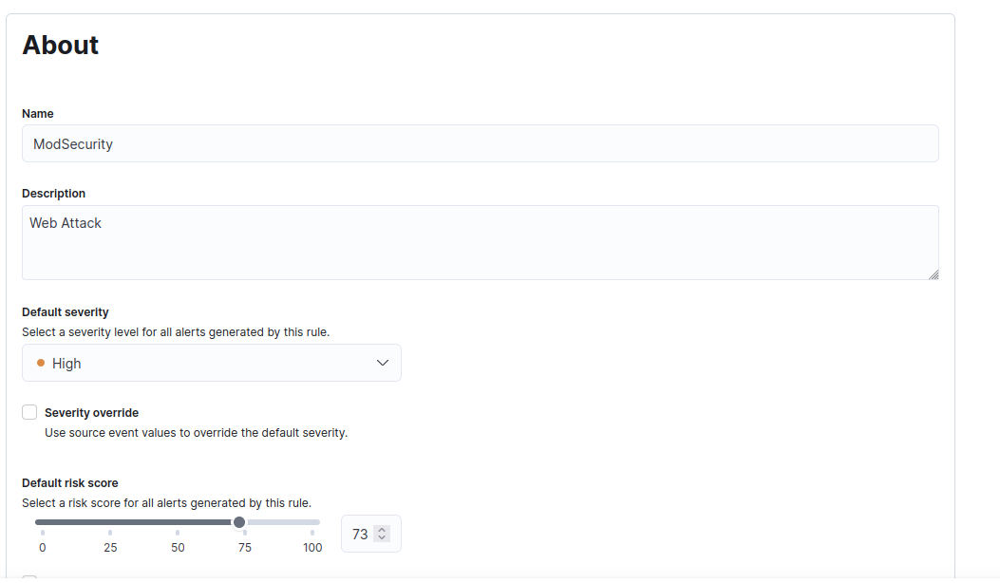 About
Name
ModSecurity
Description
Web Attack
Default severity
Select a severity level for all alerts generated by this rule.
High
Severity override
Use source event values to override the default severity.
Default risk score
Select a risk score for all alerts generated by this rule.
73
0 25 50 75 100